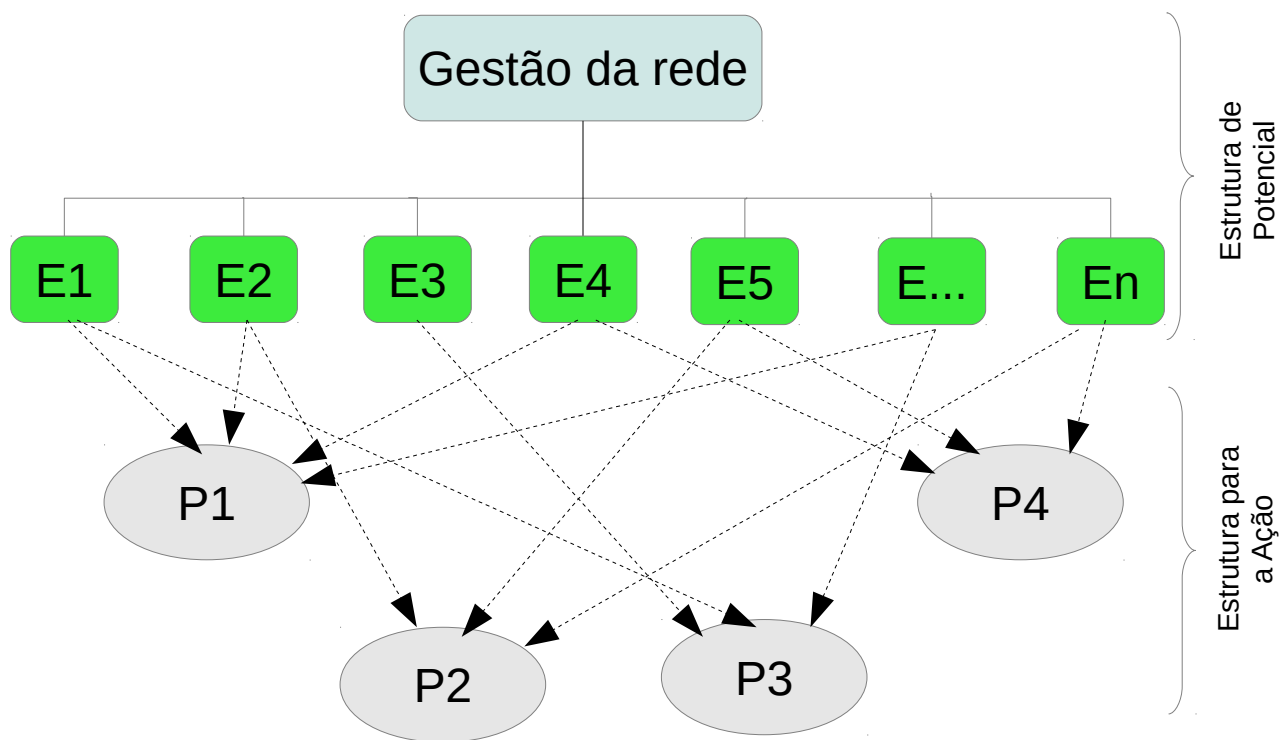 Gestão da rede
Estrutura de
Potencial
E1
E2
E3
E4
E5
E...
En
Estrutura para
a Ação
P1
P4
P2
P3